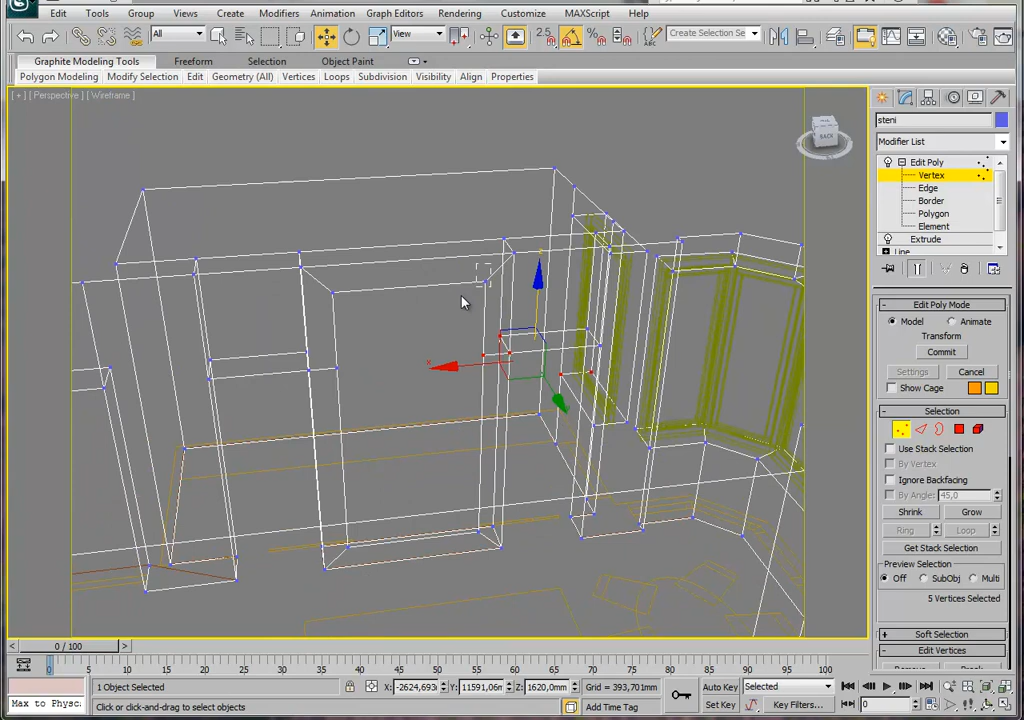 Edit Tools Group Views Create Modifiers Animation Graph Editors Rendering Customize MAXScript Help
All View 2.5 Create Selection Se
Graphite Modeling Tools Freeform Selection Object Paint
Polygon Modeling Modify Selection Edit Geometry (All) Vertices Loops Subdivision Visibility Align Properties
[ + ] [ Perspective ] [ Wireframe ]
BACK
x
steni
Modifier List
Edit Poly
Vertex
Edge
Border
Polygon
Element
Extrude
Line
Edit Poly Mode
Model Animate
Transform
Commit
Settings Cancel
Show Cage
Selection
Use Stack Selection
By Vertex
Ignore Backfacing
By Angle: 45,0
Shrink Grow
Ring Loop
Get Stack Selection
Preview Selection
Off SubObj Multi
5 Vertices Selected
Soft Selection
Edit Vertices
0 / 100
0 5 10 15 20 25 30 35 40 45 50 55 60 65 70 75 80 85 90 95 100
1 Object Selected X: -2624,693 Y: 11591,06m Z: 1620,0mm Grid = 393,701mm Auto Key Selected
Max to Physc: Click or click-and-drag to select objects Add Time Tag Set Key Key Filters... 0